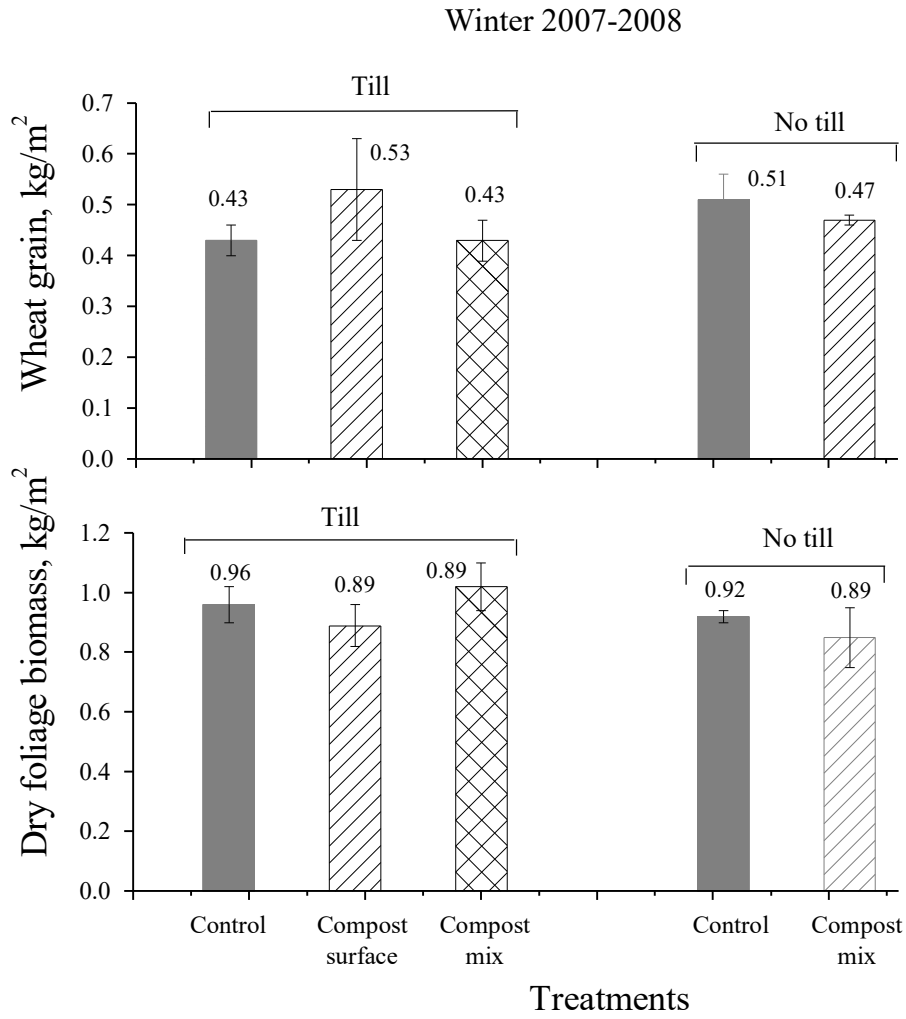 Winter 2007-2008
Till
No till
0.7
0.6
0.5
0.4
0.3
0.2
0.1
0.0
Wheat grain, kg/m²
0.43
0.53
0.43
0.51
0.47
Till
No till
1.2
1.0
0.8
0.6
0.4
0.2
0.0
Dry foliage biomass, kg/m²
0.96
0.89
0.89
0.92
0.89
Control
Compost
surface
Compost
mix
Control
Compost
mix
Treatments